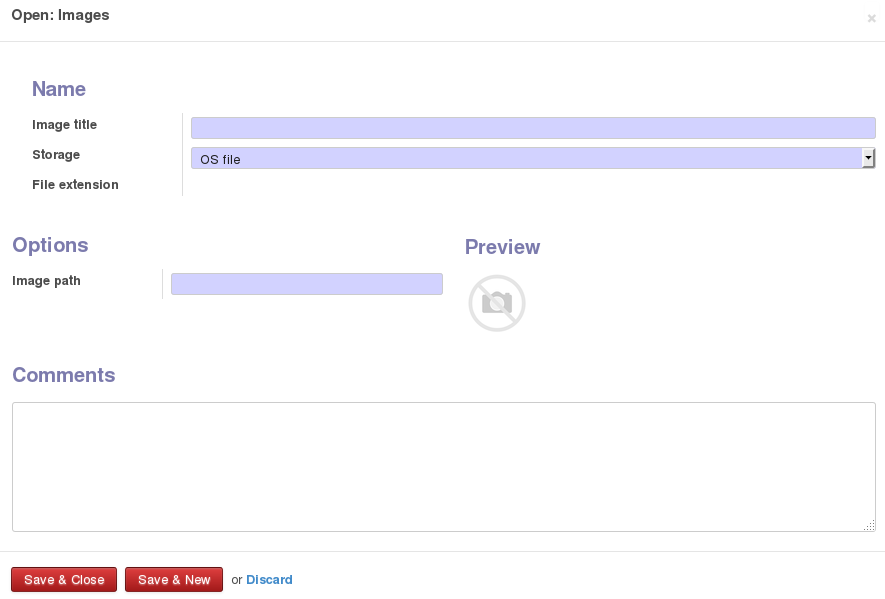 Open: Images
×
Name
Image title
Storage
OS file
File extension
Options
Preview
Image path
Comments
Save & Close
Save & New
or Discard